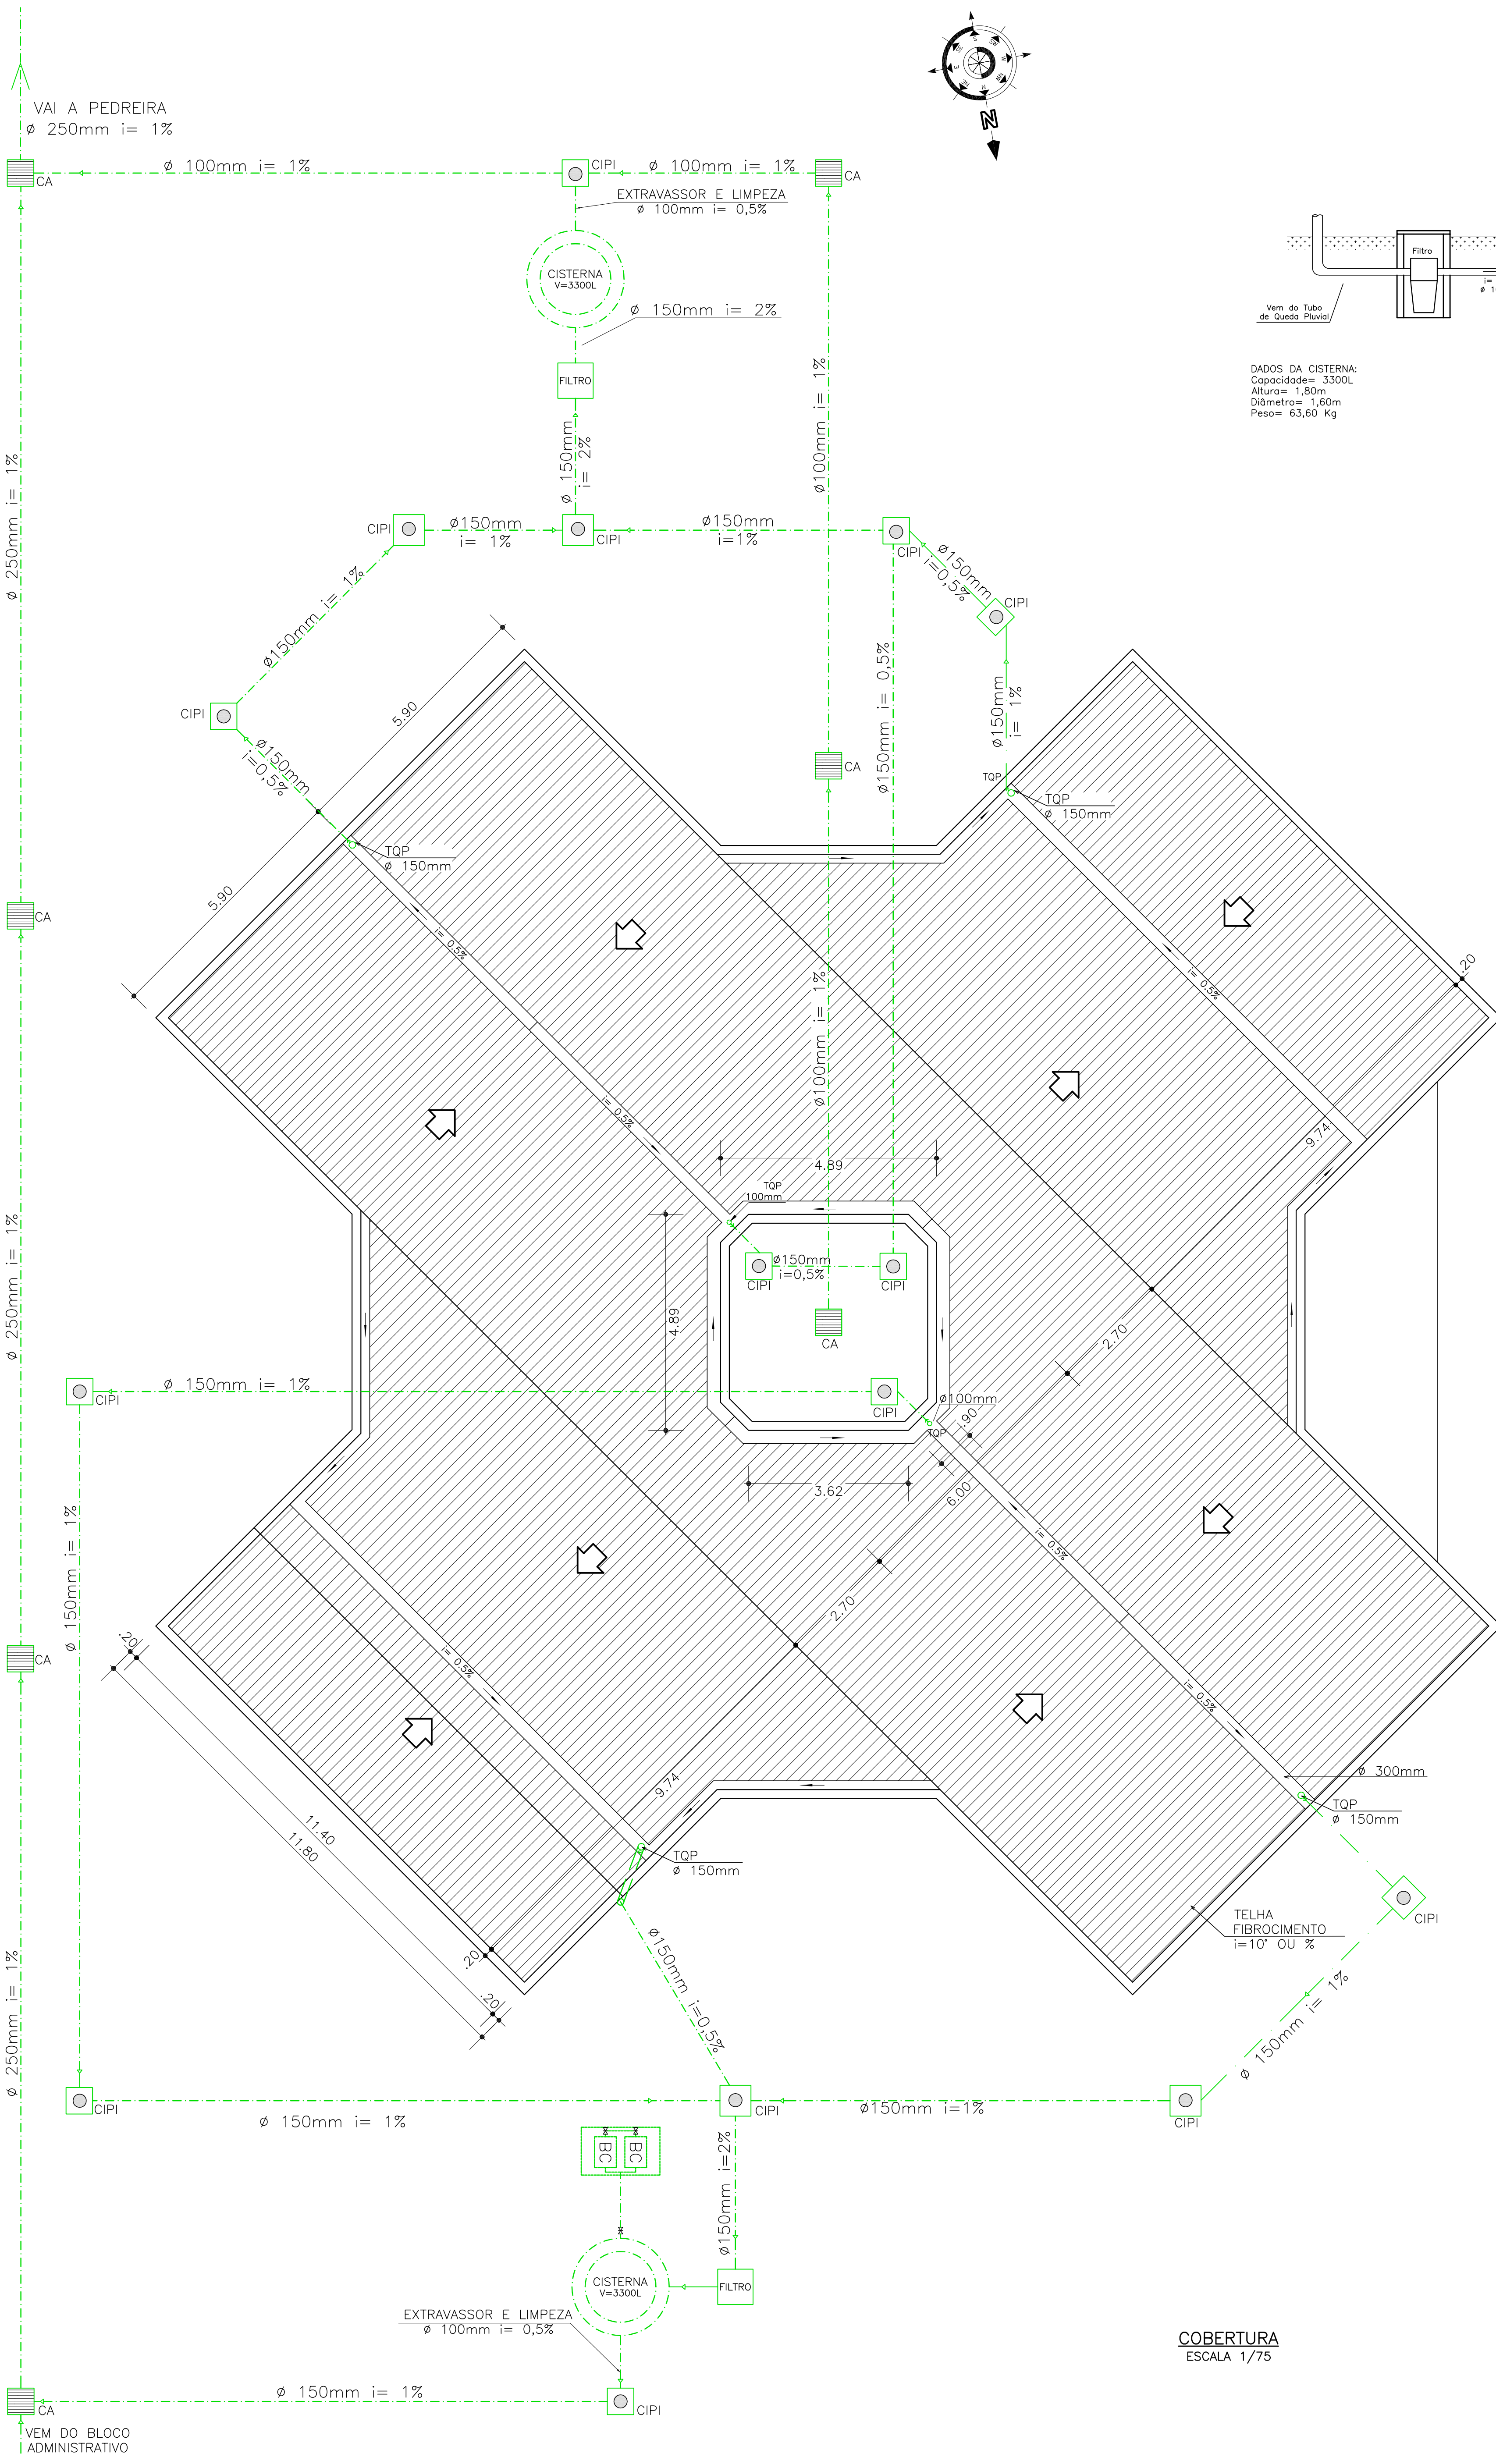 VAI A PEDREIRA
ø 250mm i= 1%
CA
ø 100mm i= 1%
CIPI
ø 100mm i= 1%
CA
EXTRAVASSOR E LIMPEZA
ø 100mm i= 0,5%
CISTERNA
V=3300L
ø 150mm i= 2%
FILTRO
S
SW
W
NW
N
NE
E
SE
N
Filtro
Vem do Tubo
de Queda Pluvial
i=
ø 1
DADOS DA CISTERNA:
Capacidade= 3300L
Altura= 1,80m
Diâmetro= 1,60m
Peso= 63,60 Kg
ø 150mm
i= 2%
ø100mm i= 1%
ø 250mm i= 1%
CIPI
ø150mm
i= 1%
CIPI
ø150mm
i=1%
CIPI
ø150mm
i=0,5%
CIPI
ø150mm i= 1%
5.90
CIPI
ø150mm
i=0,5%
ø150mm i= 0,5%
ø150mm
i= 1%
CA
TQP
TQP
ø 150mm
TQP
ø 150mm
5.90
CA
i= 0.5%
i= 0.5%
.20
ø100mm i= 1%
i= 0.5%
9.74
4.89
TQP
100mm
ø150mm
i=0,5%
CIPI
CIPI
4.89
CA
ø 250mm i= 1%
2.70
ø 150mm i= 1%
CIPI
CIPI
ø100mm
TQP
.90
3.62
6.00
ø 150mm i= 1%
i= 0.5%
2.70
CA
.20
i= 0.5%
i= 0.5%
9.74
ø 300mm
TQP
ø 150mm
11.40
11.80
TQP
ø 150mm
TELHA
FIBROCIMENTO
i=10° OU %
CIPI
.20
.20
ø150mm i=0,5%
ø 150mm i= 1%
ø 250mm i= 1%
CIPI
ø 150mm i= 1%
CIPI
ø150mm i=1%
CIPI
BC
BC
ø150mm i=2%
CISTERNA
V=3300L
FILTRO
EXTRAVASSOR E LIMPEZA
ø 100mm i= 0,5%
COBERTURA
ESCALA 1/75
ø 150mm i= 1%
CA
CIPI
VEM DO BLOCO
ADMINISTRATIVO